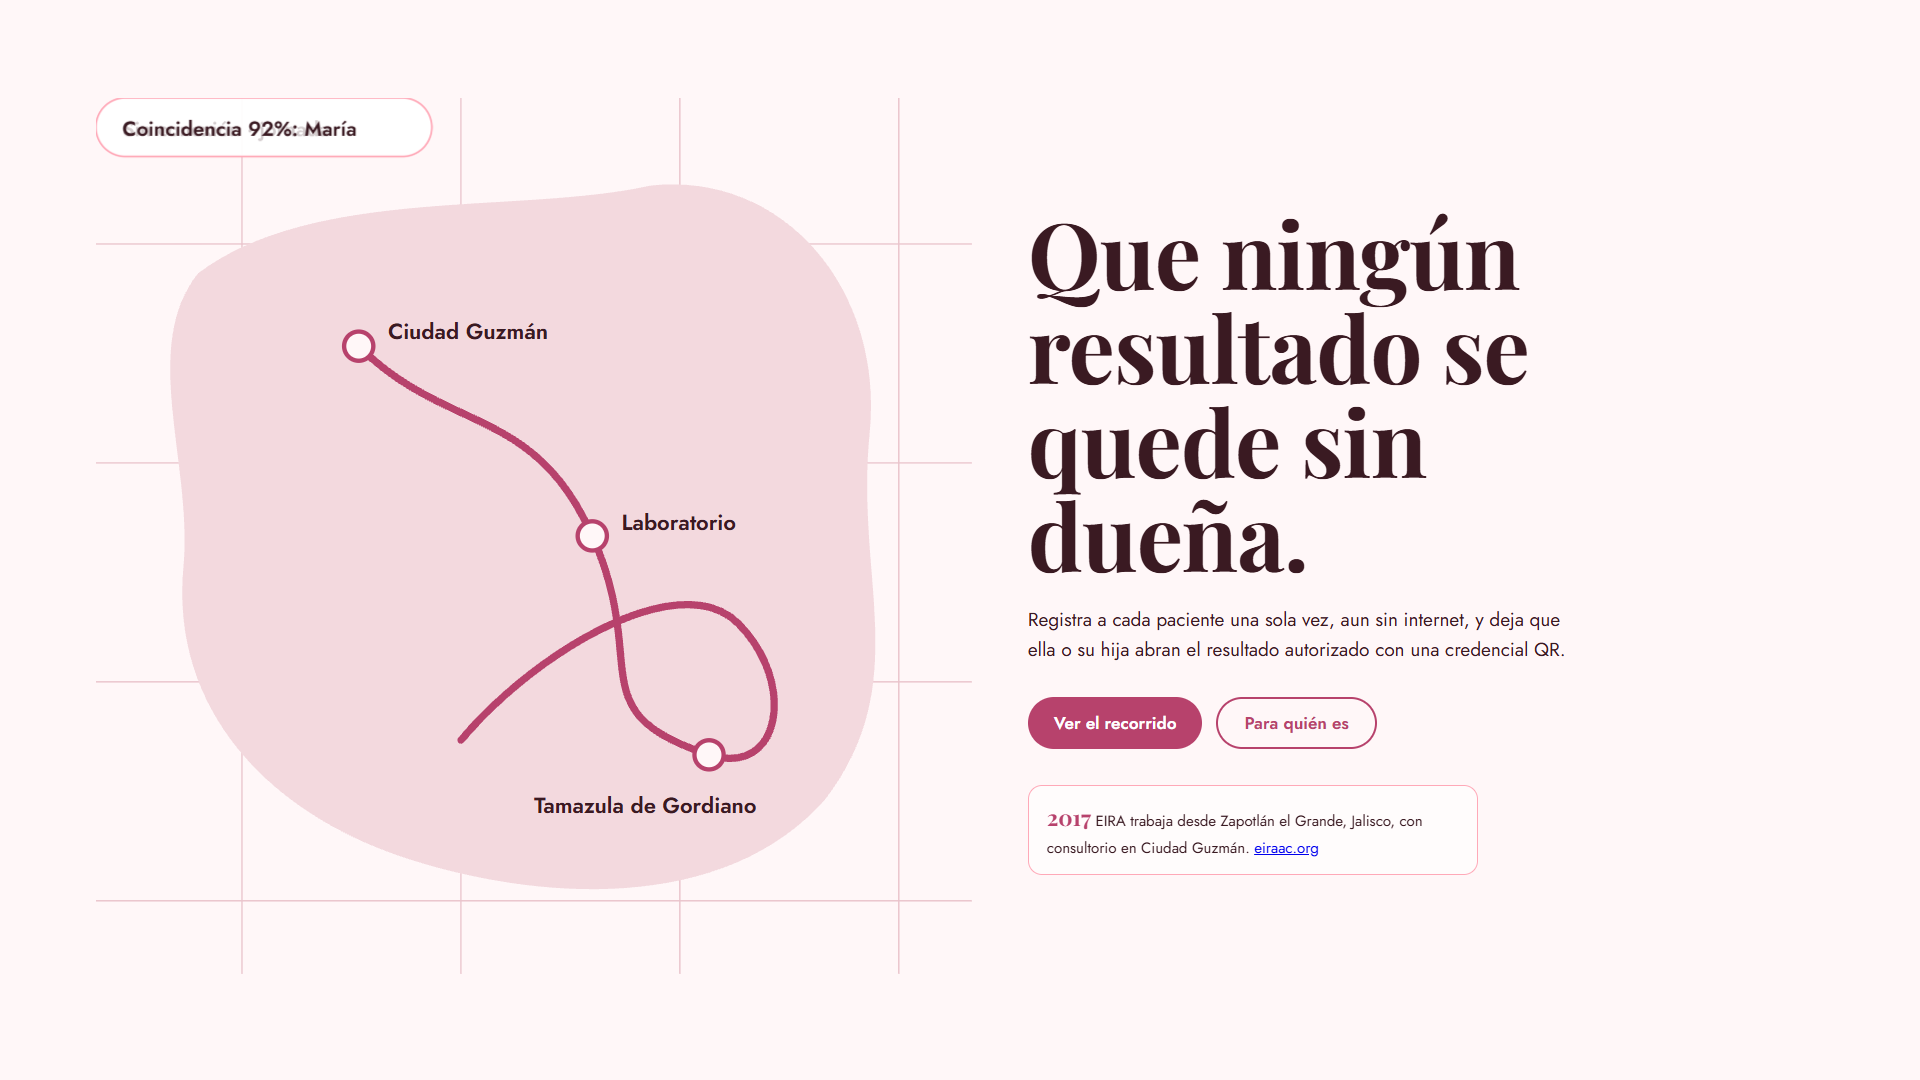 Coincidencia 92%: María
Ciudad Guzmán
Laboratorio
Tamazula de Gordiano
Que ningún
resultado se
quede sin
dueña.
Registra a cada paciente una sola vez, aun sin internet, y deja que
ella o su hija abran el resultado autorizado con una credencial QR.
Ver el recorrido
Para quién es
2017 EIRA trabaja desde Zapotlán el Grande, Jalisco, con
consultorio en Ciudad Guzmán. eiraac.org